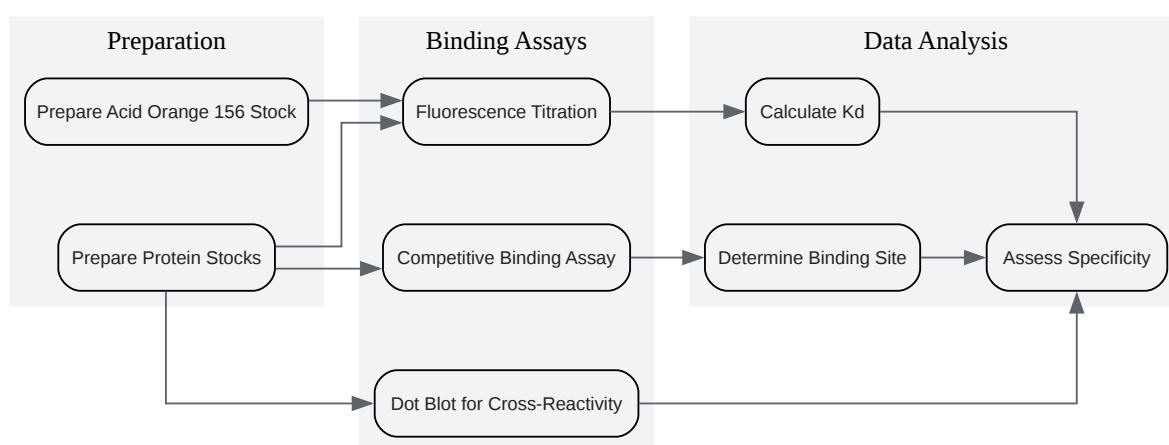 Preparation
Binding Assays
Data Analysis
Prepare Acid Orange 156 Stock
Fluorescence Titration
Calculate Kd
Prepare Protein Stocks
Competitive Binding Assay
Determine Binding Site
Assess Specificity
Dot Blot for Cross-Reactivity